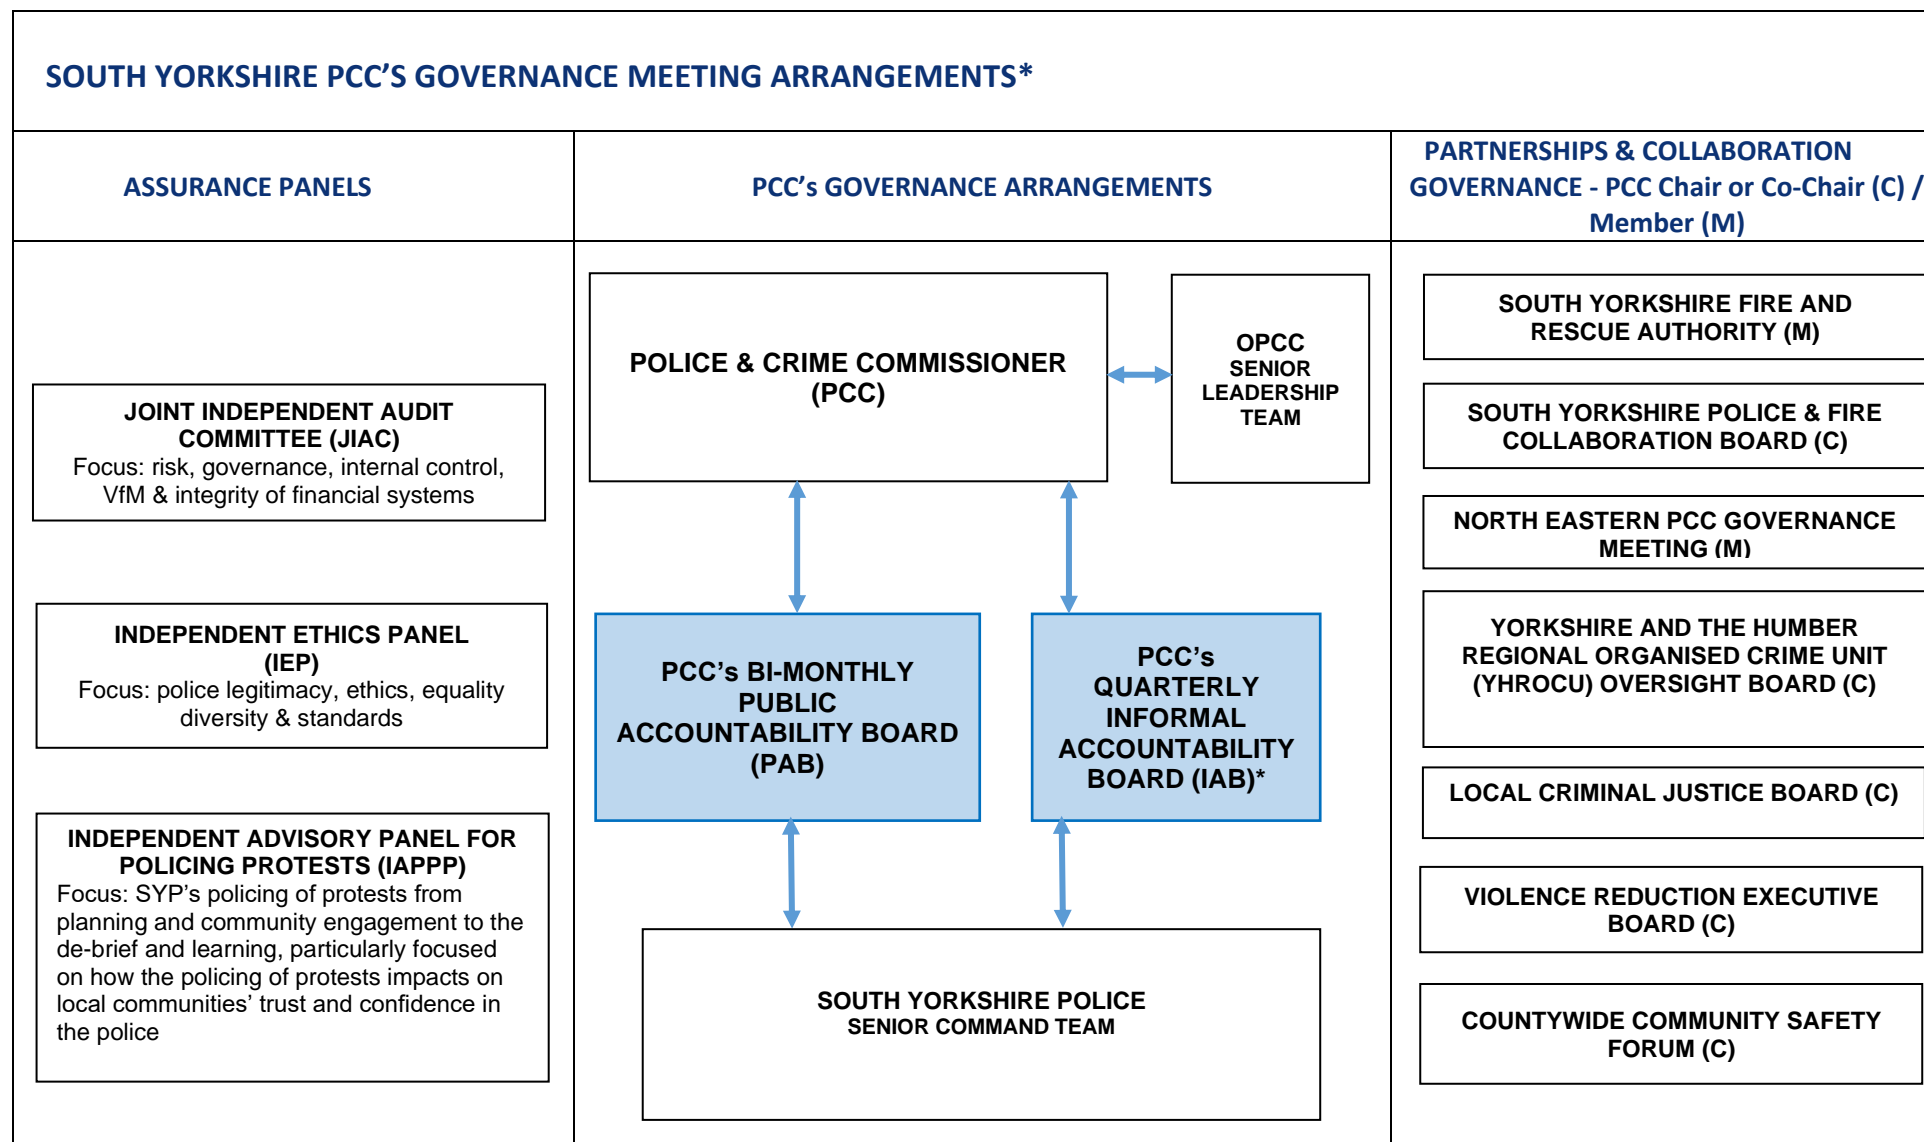 SOUTH YORKSHIRE PCC’S GOVERNANCE MEETING ARRANGEMENTS*
ASSURANCE PANELS
PCC’s GOVERNANCE ARRANGEMENTS
PARTNERSHIPS & COLLABORATION
GOVERNANCE - PCC Chair or Co-Chair (C) /
Member (M)
JOINT INDEPENDENT AUDIT
COMMITTEE (JIAC)
Focus: risk, governance, internal control,
VfM & integrity of financial systems
INDEPENDENT ETHICS PANEL
(IEP)
Focus: police legitimacy, ethics, equality
diversity & standards
INDEPENDENT ADVISORY PANEL FOR
POLICING PROTESTS (IAPPP)
Focus: SYP’s policing of protests from
planning and community engagement to the
de-brief and learning, particularly focused
on how the policing of protests impacts on
local communities’ trust and confidence in
the police
POLICE & CRIME COMMISSIONER
(PCC)
OPCC
SENIOR
LEADERSHIP
TEAM
PCC’s BI-MONTHLY
PUBLIC
ACCOUNTABILITY BOARD
(PAB)
PCC’s
QUARTERLY
INFORMAL
ACCOUNTABILITY
BOARD (IAB)*
SOUTH YORKSHIRE POLICE
SENIOR COMMAND TEAM
SOUTH YORKSHIRE FIRE AND
RESCUE AUTHORITY (M)
SOUTH YORKSHIRE POLICE & FIRE
COLLABORATION BOARD (C)
NORTH EASTERN PCC GOVERNANCE
MEETING (M)
YORKSHIRE AND THE HUMBER
REGIONAL ORGANISED CRIME UNIT
(YHROCU) OVERSIGHT BOARD (C)
LOCAL CRIMINAL JUSTICE BOARD (C)
VIOLENCE REDUCTION EXECUTIVE
BOARD (C)
COUNTYWIDE COMMUNITY SAFETY
FORUM (C)